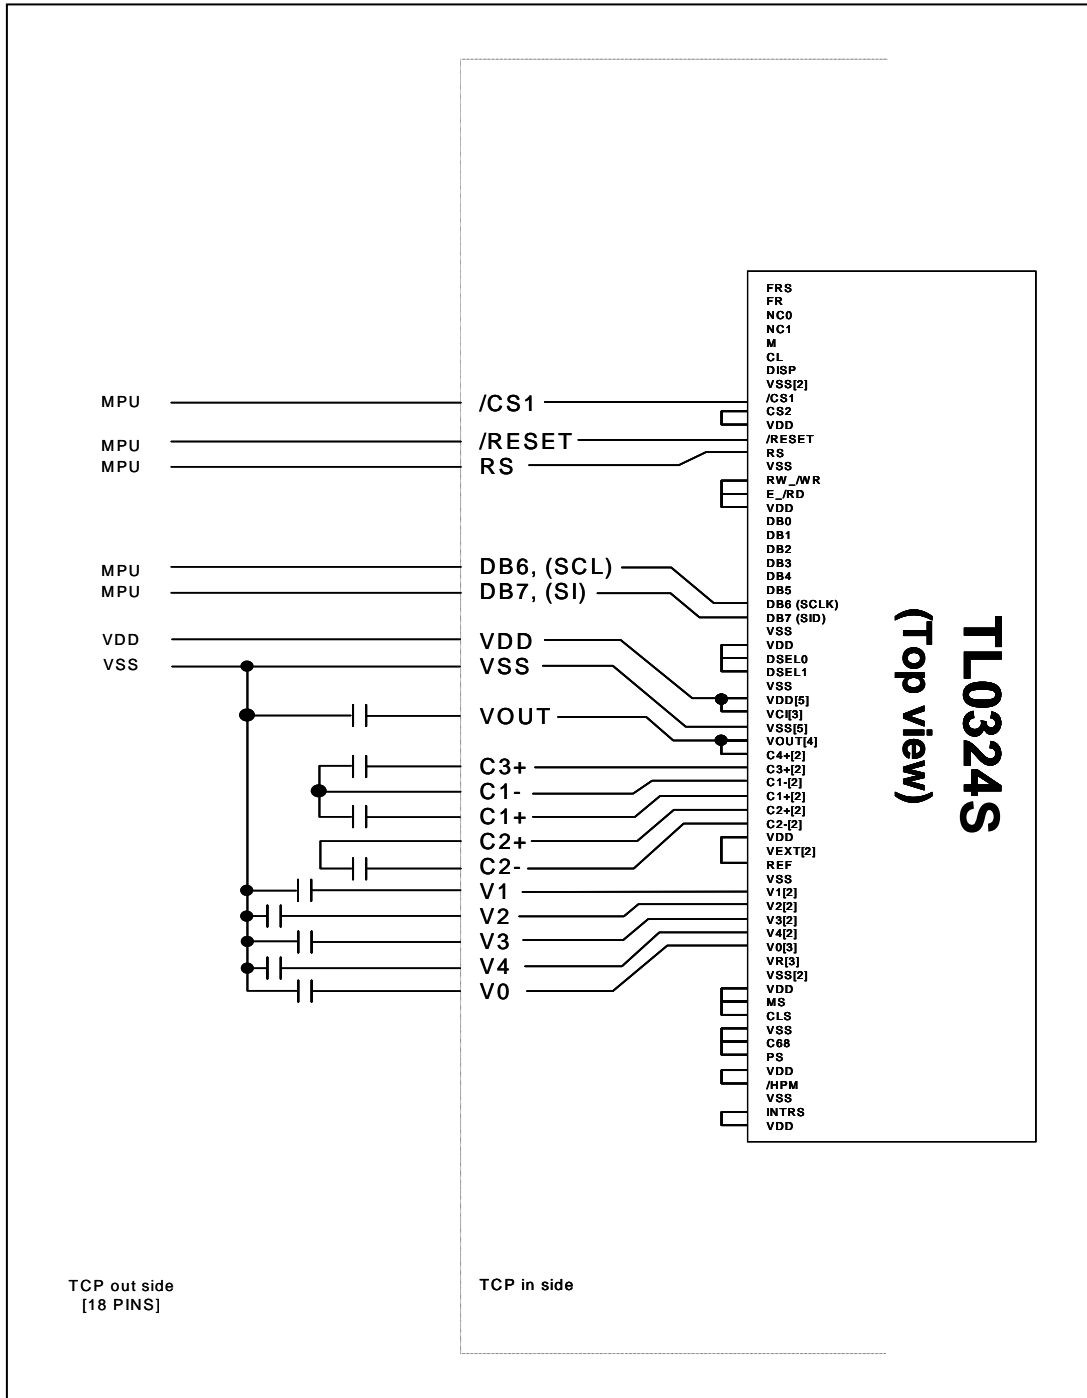 MPU
MPU
MPU
MPU
MPU
VDD
VSS
/CS1
/RESET
RS
DB6, (SCL)
DB7, (SI)
VDD
VSS
VOUT
C3+
C1-
C1+
C2+
C2-
V1
V2
V3
V4
V0
FRS
FR
NC0
NC1
M
CL
DISP
VSS[2]
/CS1
CS2
VDD
/RESET
RS
VSS
RW_/WR
E_/RD
VDD
DB0
DB1
DB2
DB3
DB4
DB5
DB6 (SCLK)
DB7 (SID)
VSS
VDD
DSEL0
DSEL1
VSS
VDD[5]
VCI[3]
VSS[5]
VOUT[4]
C4+[2]
C3+[2]
C1-[2]
C1+[2]
C2+[2]
C2-[2]
VDD
VEXT[2]
REF
VSS
V1[2]
V2[2]
V3[2]
V4[2]
V0[3]
VR[3]
VSS[2]
VDD
MS
CLS
VSS
C68
PS
VDD
/HPM
VSS
INTRS
VDD
TL0324S
(Top view)
TCP out side
[18 PINS]
TCP in side